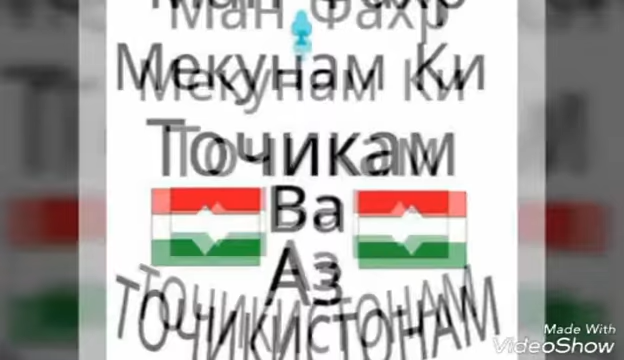 Ман Фахр
Мекунам Ки
Точикам
Ва
Аз
ТОЧИКИСТОНАМ
Made With
VideoShow